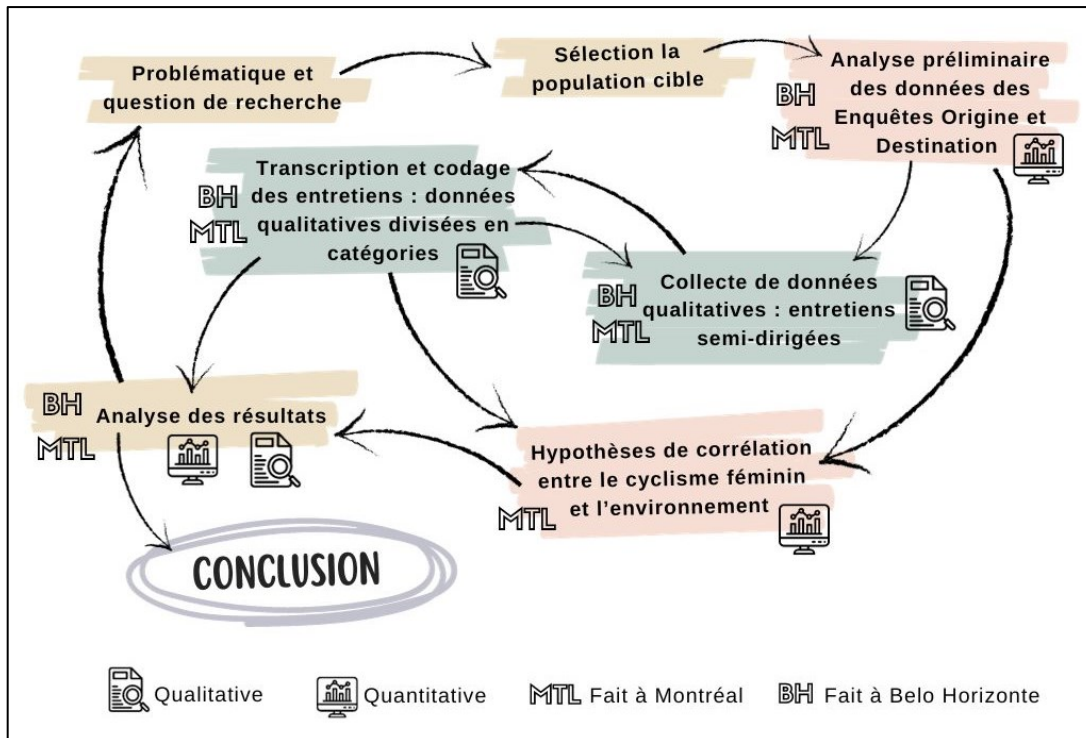 Problématique et
question de recherche
Sélection la
population cible
Analyse préliminaire
des données des
Enquêtes Origine et
Destination
BH
MTL
Transcription et codage
des entretiens : données
qualitatives divisées en
catégories
BH
MTL
Collecte de données
qualitatives : entretiens
semi-dirigées
BH
MTL
BH
MTL
Analyse des résultats
Hypothèses de corrélation
entre le cyclisme féminin
et l'environnement
MTL
CONCLUSION
Qualitative
Quantitative
MTL Fait à Montréal
BH Fait à Belo Horizonte